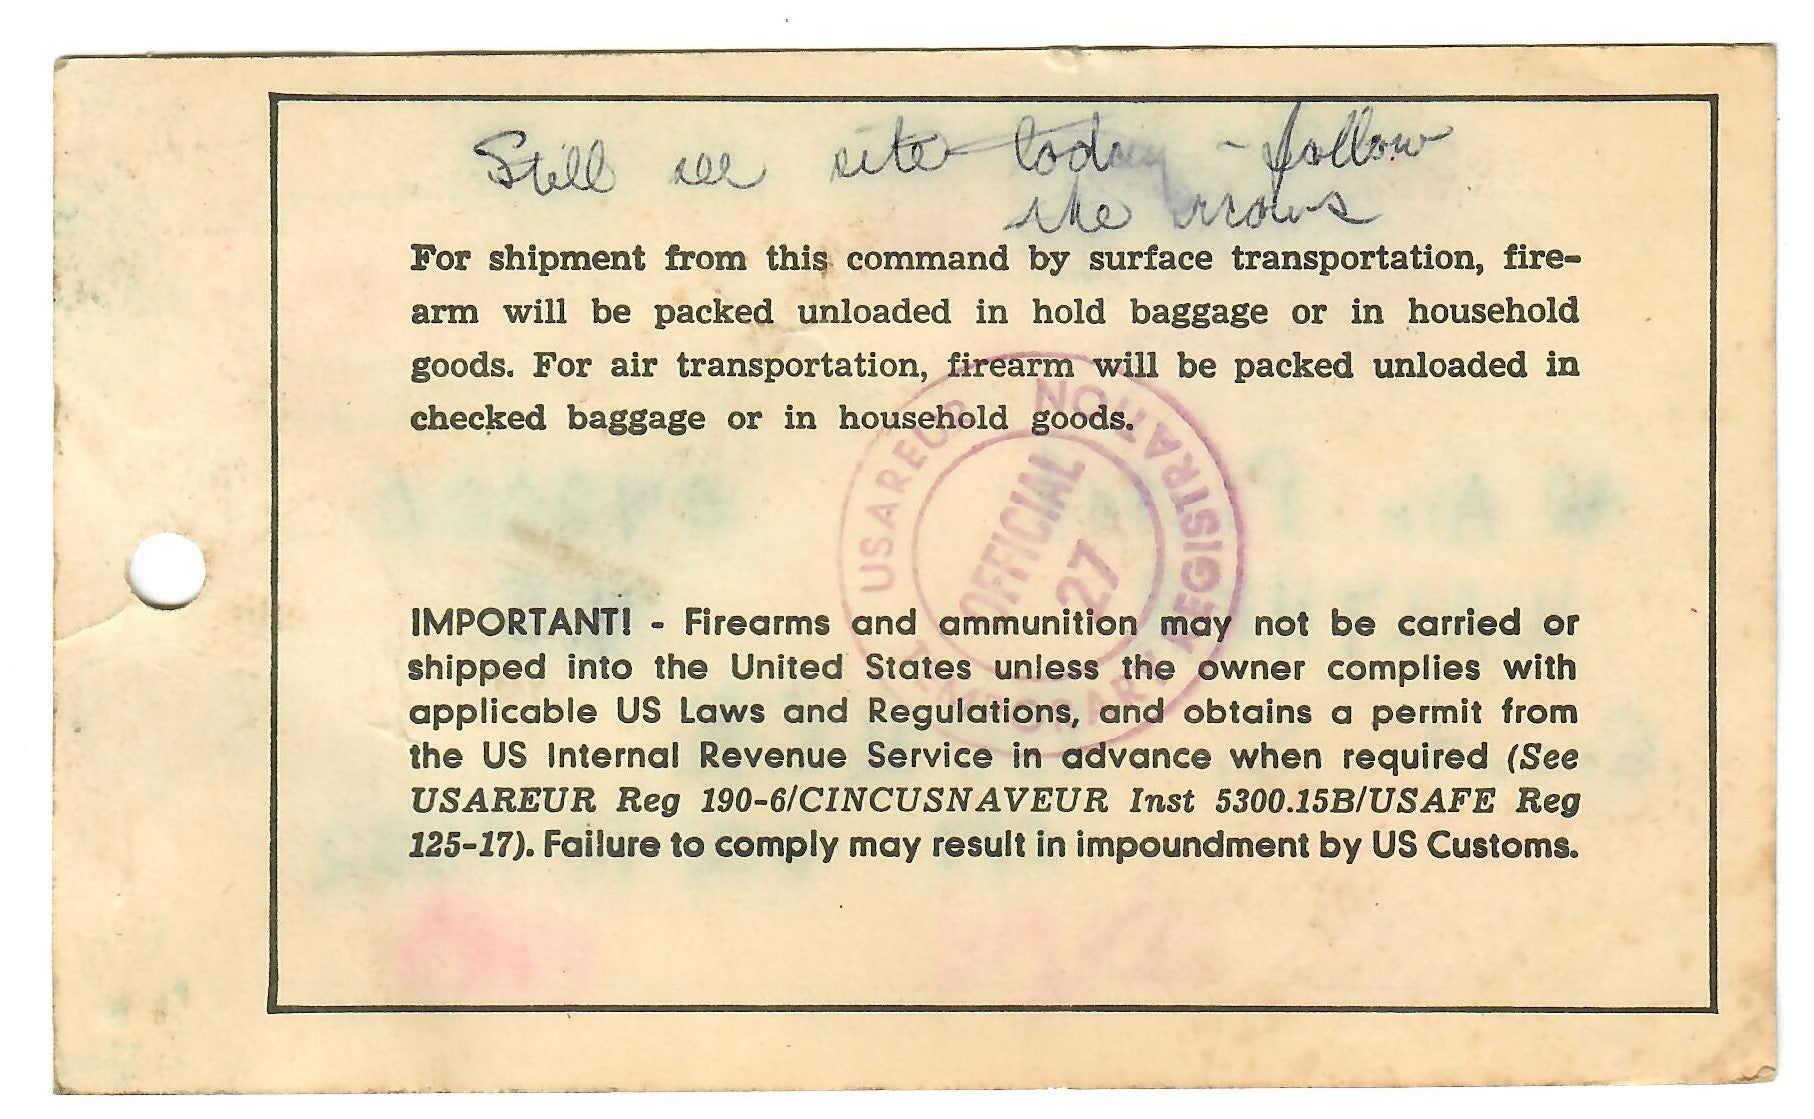 Still see site today - follow
the
For shipment from this command by surface transportation, fire-
arm will be packed unloaded in hold baggage or in household
goods. For air transportation, firearm will be packed unloaded in
checked baggage or in household goods.
USAREUR TEMPORARY REGISTRATION
OFFICIAL
27
IMPORTANT! - Firearms and ammunition may not be carried or
shipped into the United States unless the owner complies with
applicable US Laws and Regulations, and obtains a permit from
the US Internal Revenue Service in advance when required (See
USAREUR Reg 190-6/CINCUSNAVEUR Inst 5300.15B/USAFE Reg
125-17). Failure to comply may result in impoundment by US Customs.